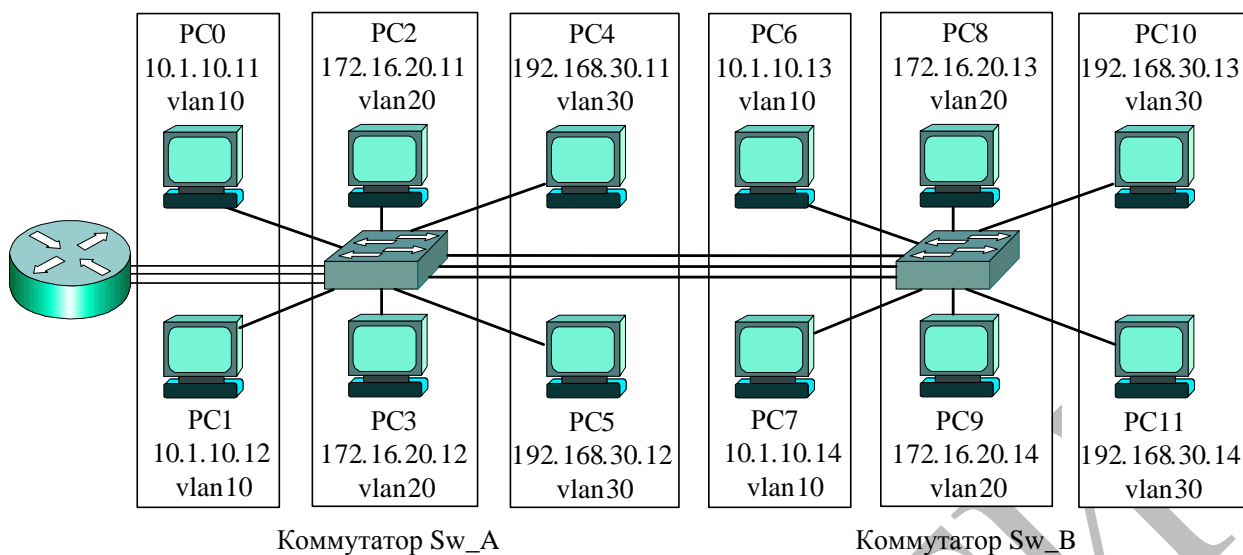 PC0
10.1.10.11
vlan10
PC2
172.16.20.11
vlan20
PC4
192.168.30.11
vlan30
PC6
10.1.10.13
vlan10
PC8
172.16.20.13
vlan20
PC10
192.168.30.13
vlan30
PC1
10.1.10.12
vlan10
PC3
172.16.20.12
vlan20
PC5
192.168.30.12
vlan30
PC7
10.1.10.14
vlan10
PC9
172.16.20.14
vlan20
PC11
192.168.30.14
vlan30
Коммутатор Sw_A
Коммутатор Sw_B